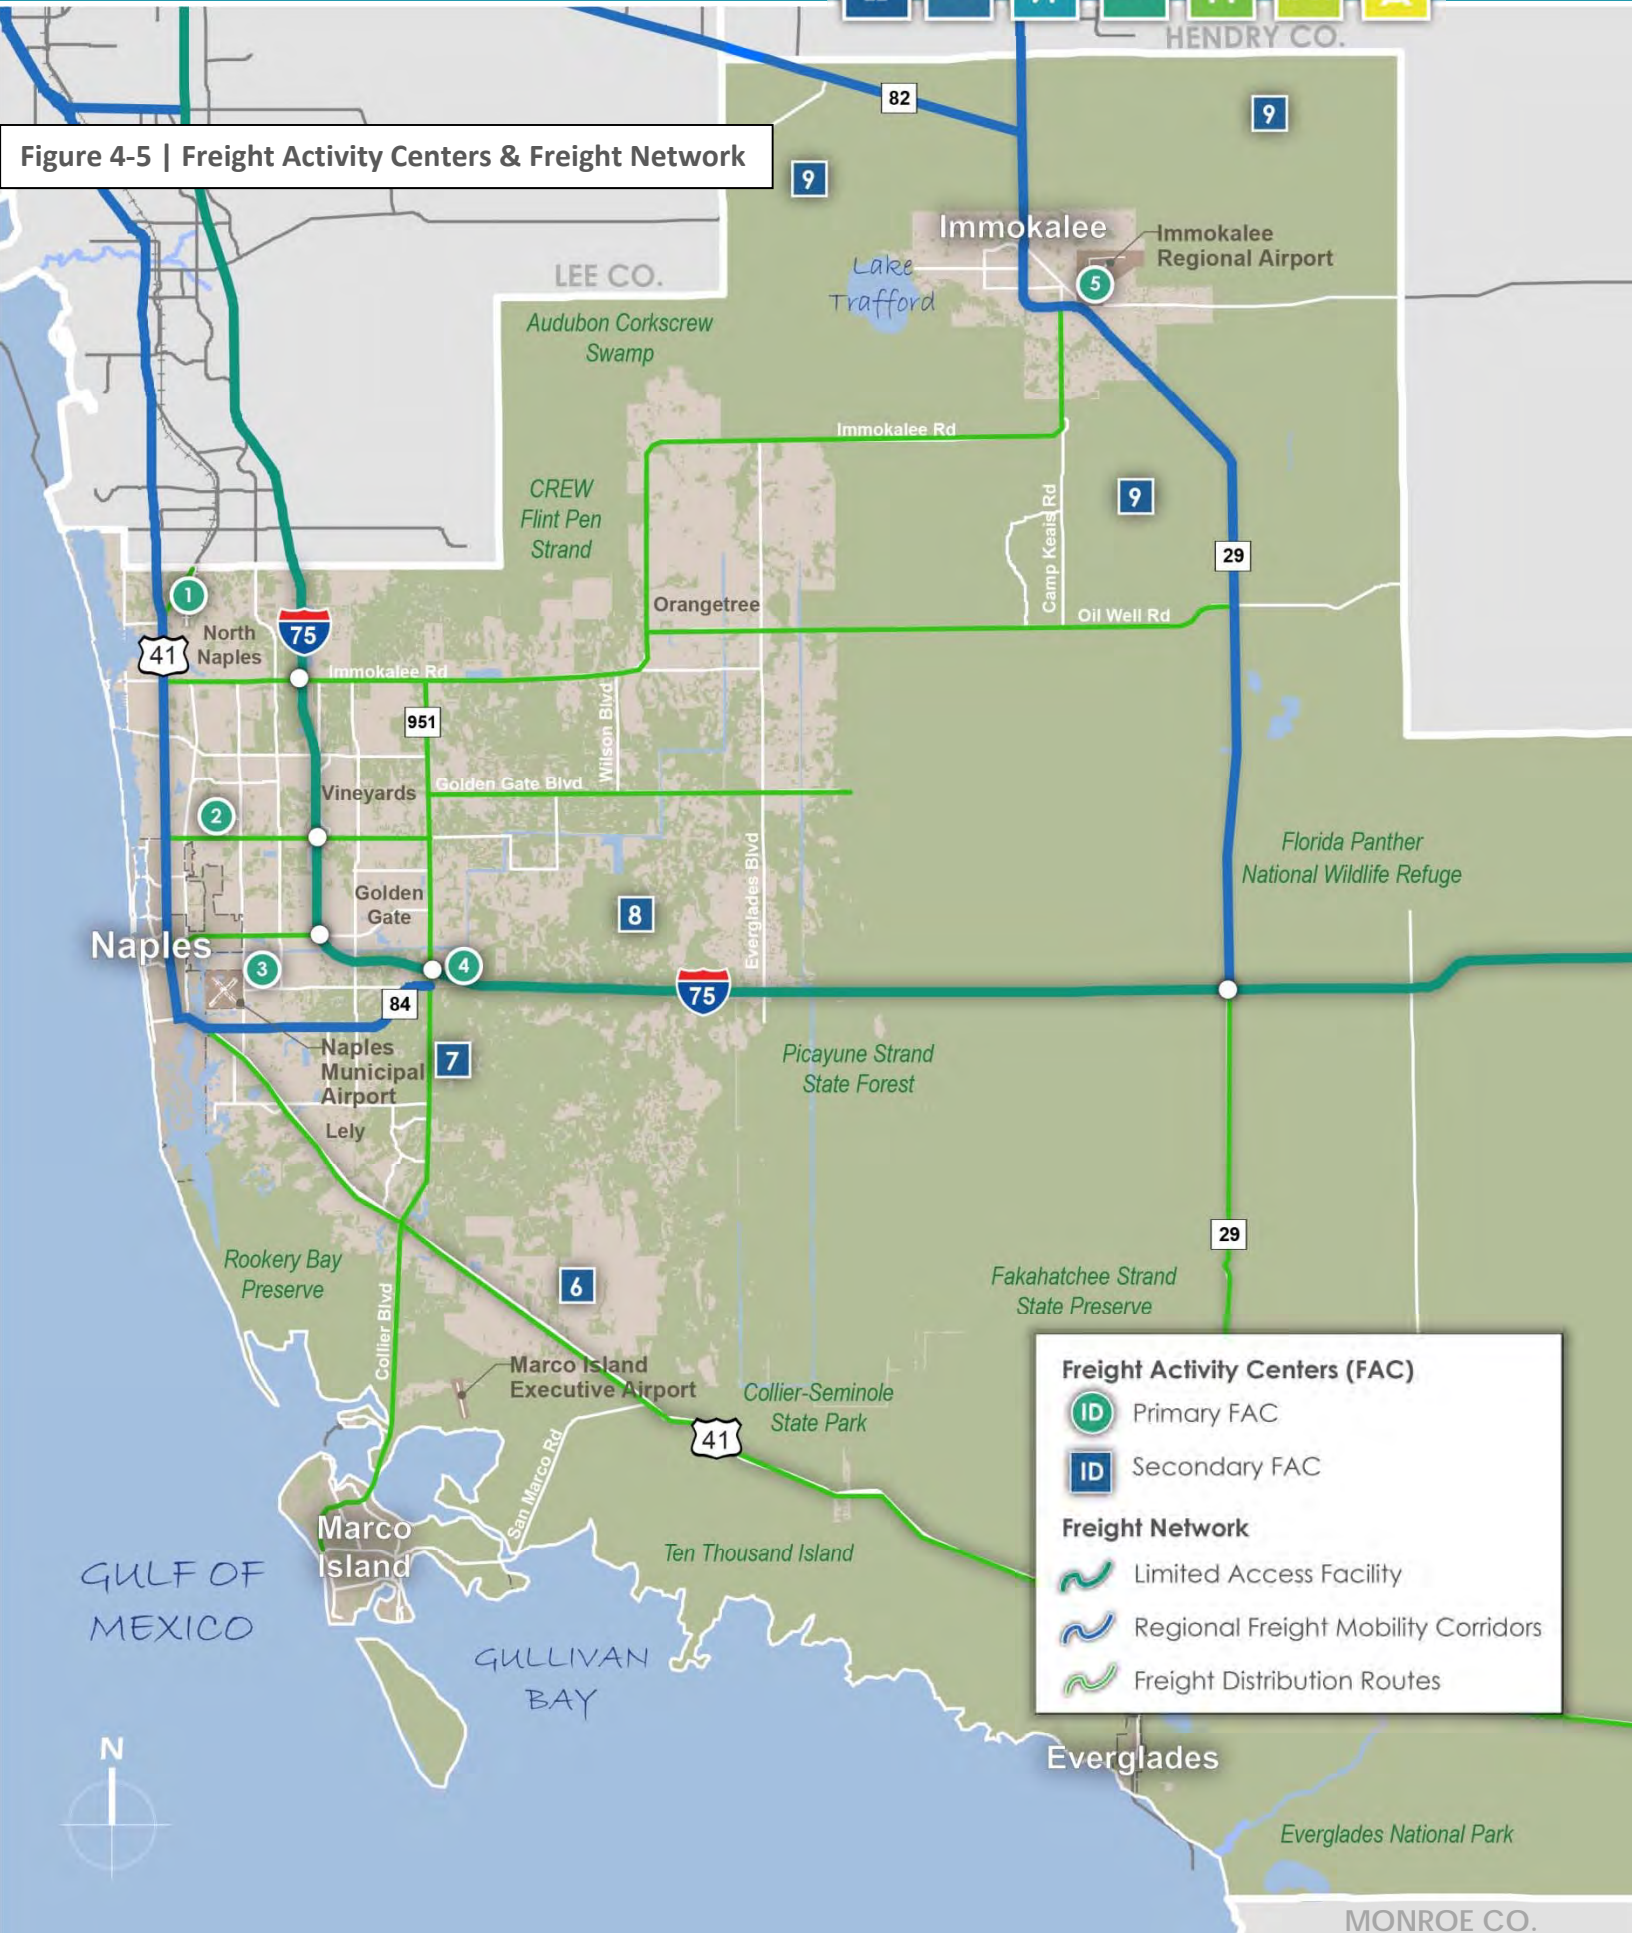 HENDRY CO.
82
9
Figure 4-5 | Freight Activity Centers & Freight Network
9
Immokalee
Immokalee
Regional Airport
LEE CO.
Lake
Trafford
5
Audubon Corkscrew
Swamp
Immokalee Rd
CREW
Flint Pen
Strand
9
Camp Keais Rd
29
1
Orangetree
Oil Well Rd
North
Naples
75
41
Immokalee Rd
951
Wilson Blvd
Golden Gate Blvd
Vineyards
2
Florida Panther
National Wildlife Refuge
Everglades Blvd
Golden
Gate
8
Naples
3
4
75
84
Naples
Municipal
Airport
7
Picayune Strand
State Forest
Lely
29
Rookery Bay
Preserve
Fakahatchee Strand
State Preserve
6
Collier Blvd
Marco Island
Executive Airport
Collier-Seminole
State Park
41
San Marco Rd
Freight Activity Centers (FAC)
ID Primary FAC
ID Secondary FAC
Freight Network
Limited Access Facility
Regional Freight Mobility Corridors
Freight Distribution Routes
Marco
Island
Ten Thousand Island
GULF OF
MEXICO
GULLIVAN
BAY
N
Everglades
Everglades National Park
MONROE CO.